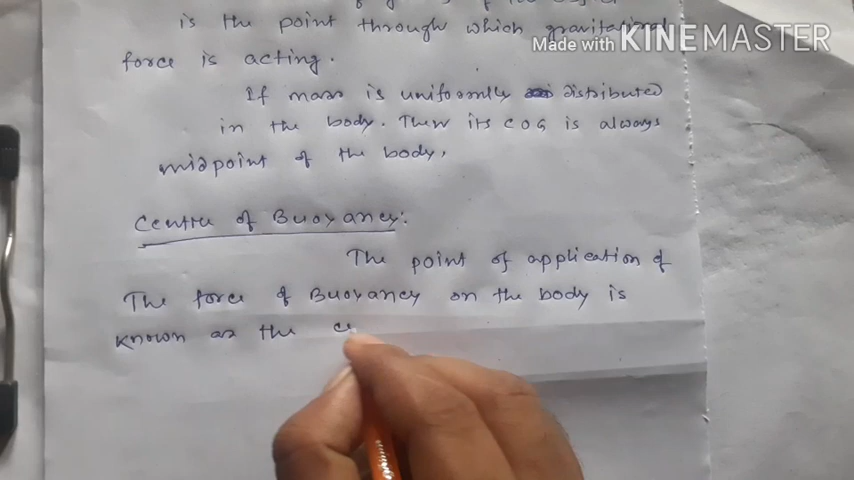 is the point through which gravitational
Made with KINEMASTER
force is acting.
If mass is uniformly distributed
in the body. Then its COG is always
midpoint of the body.
Centre of Buoyancy:
The point of application of
The force of Buoyancy on the body is
known as the ce